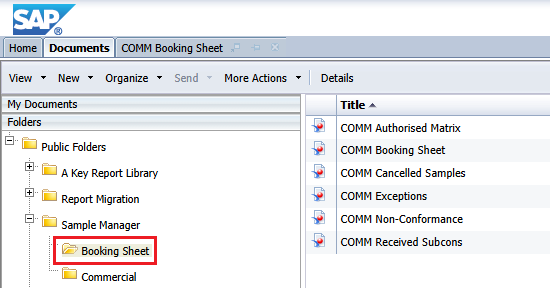 SAP
Home Documents COMM Booking Sheet
View New Organize Send More Actions Details
My Documents
Folders
Public Folders
A Key Report Library
Report Migration
Sample Manager
Booking Sheet
Commercial
Title
COMM Authorised Matrix
COMM Booking Sheet
COMM Cancelled Samples
COMM Exceptions
COMM Non-Conformance
COMM Received Subcons